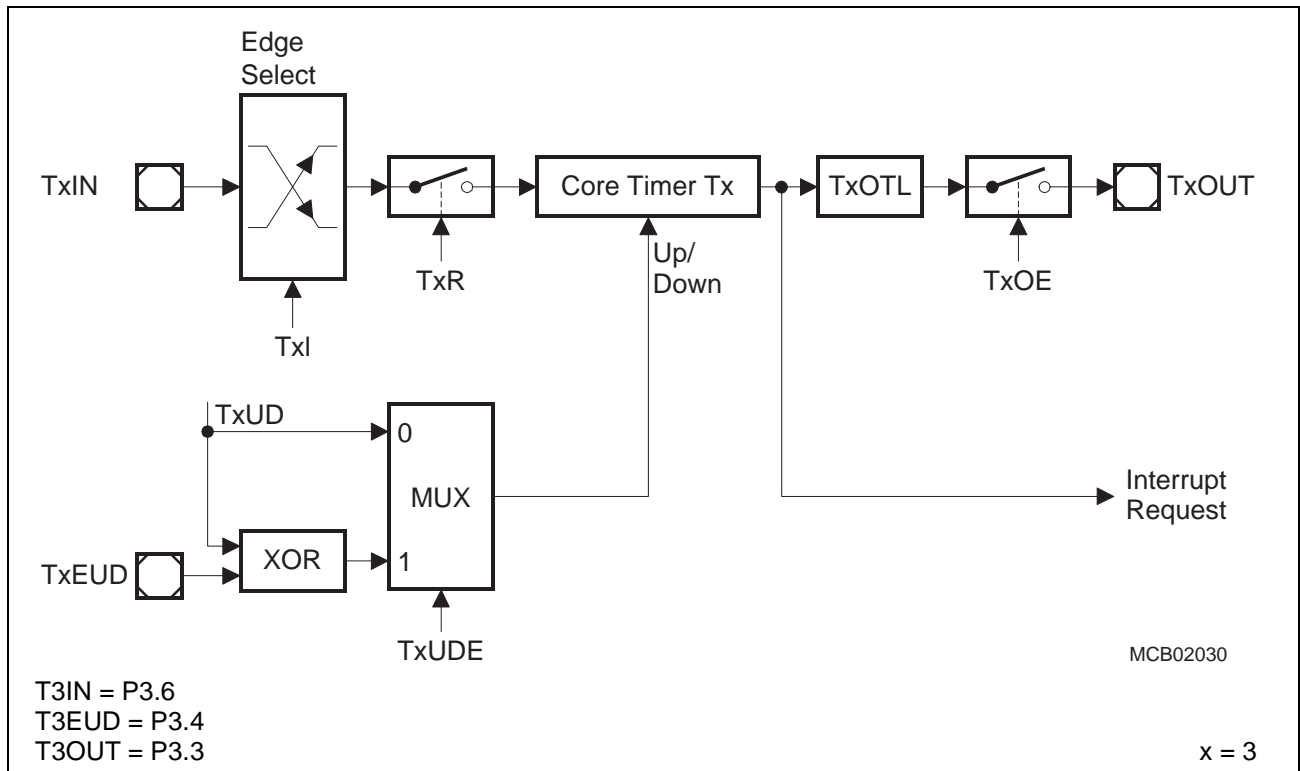 Edge
Select
TxIN
Core Timer Tx
TxOTL
TxOUT
TxR
Up/
Down
TxOE
TxI
TxUD
0
MUX
Interrupt
Request
XOR
1
TxEUD
TxUDE
MCB02030
T3IN = P3.6
T3EUD = P3.4
T3OUT = P3.3
x = 3